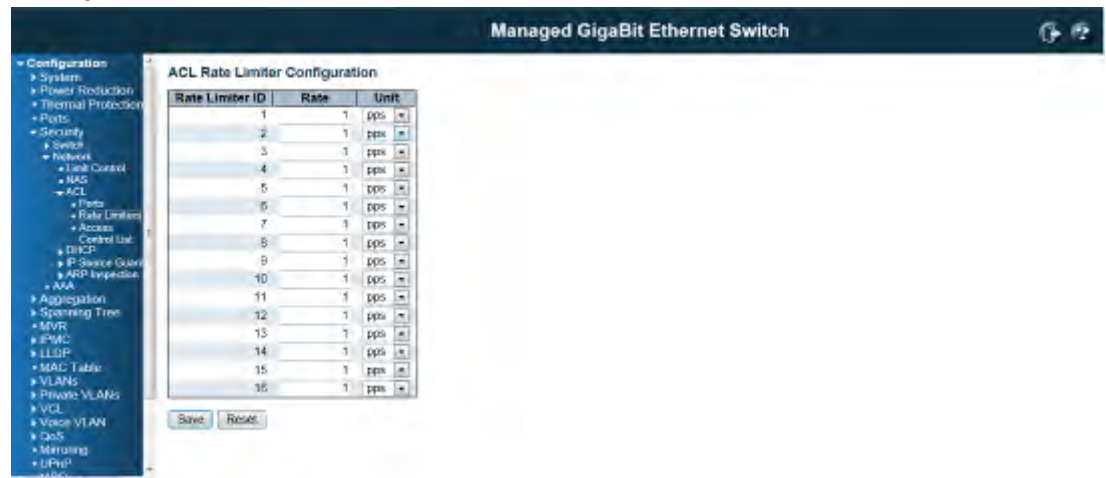 Managed GigaBit Ethernet Switch
Configuration
System
Power Reduction
Thermal Protection
Ports
Security
Switch
Network
Limit Control
NAS
ACL
Ports
Rate Limiters
Access
Control List
DHCP
IP Source Guard
ARP Inspection
AAA
Aggregation
Spanning Tree
MVR
IPMC
LLDP
MAC Table
VLANs
Private VLANs
VCL
Voice VLAN
QoS
Mirroring
UPnP
ACL Rate Limiter Configuration
Rate Limiter ID Rate Unit
1 1 pps
2 1 pps
3 1 pps
4 1 pps
5 1 pps
6 1 pps
7 1 pps
8 1 pps
9 1 pps
10 1 pps
11 1 pps
12 1 pps
13 1 pps
14 1 pps
15 1 pps
16 1 pps
Save Reset